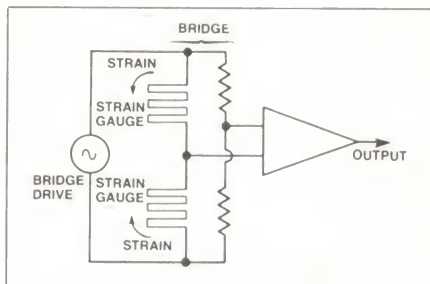 BRIDGE
STRAIN
STRAIN
GAUGE
BRIDGE
DRIVE
STRAIN
GAUGE
STRAIN
OUTPUT